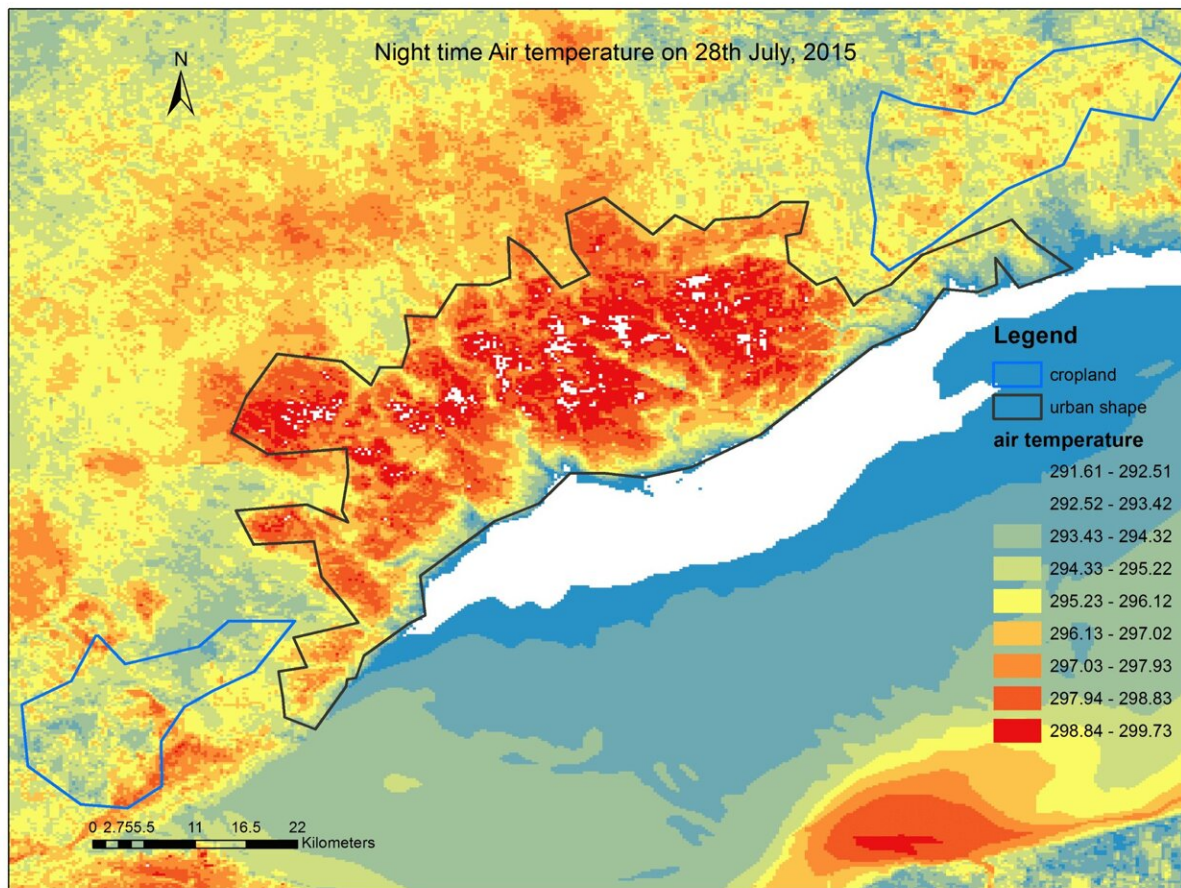 Night time Air temperature on 28th July, 2015
N
Legend
cropland
urban shape
air temperature
291.61 - 292.51
292.52 - 293.42
293.43 - 294.32
294.33 - 295.22
295.23 - 296.12
296.13 - 297.02
297.03 - 297.93
297.94 - 298.83
298.84 - 299.73
0 2.755.5 11 16.5 22
Kilometers